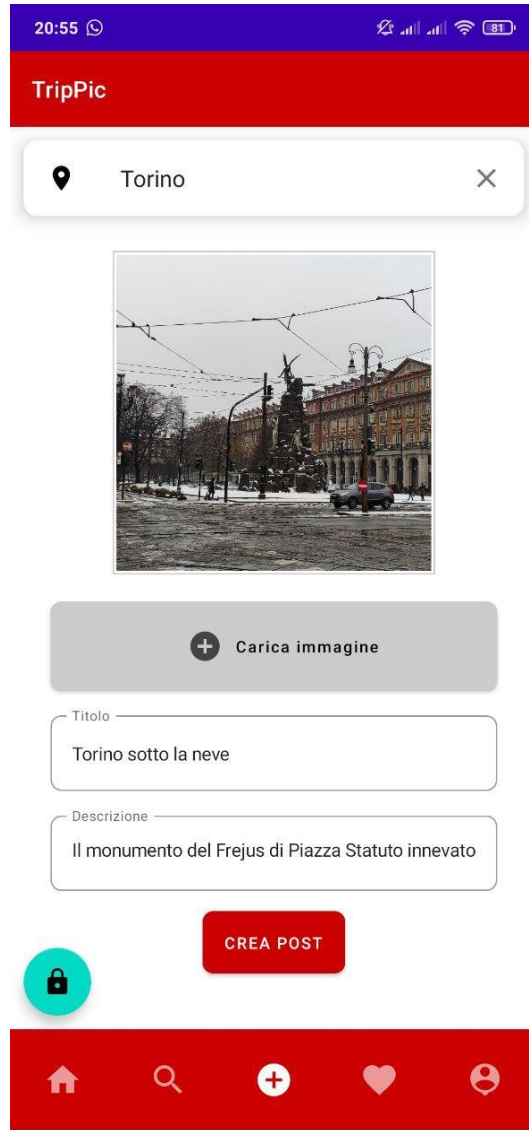 20:55
81
TripPic
Torino
Carica immagine
Titolo
Torino sotto la neve
Descrizione
Il monumento del Frejus di Piazza Statuto innevato
CREA POST